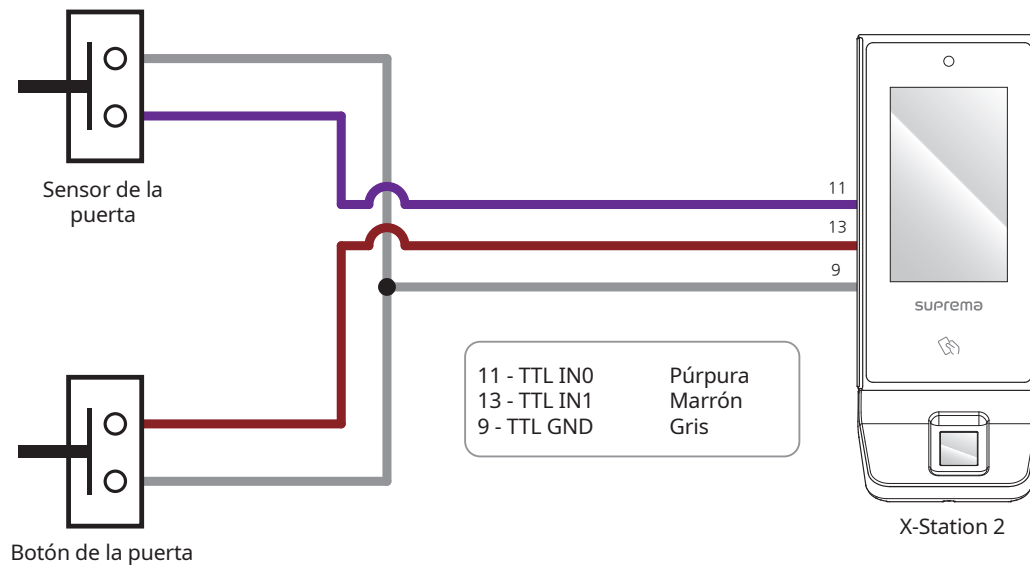 Sensor de la
puerta
11
13
9
suprema
11 - TTL IN0 Púrpura
13 - TTL IN1 Marrón
9 - TTL GND Gris
X-Station 2
Botón de la puerta